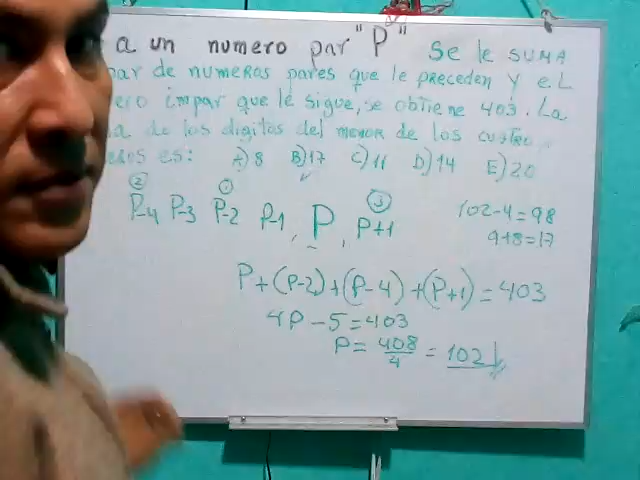 a un numero par "P" Se le SUMA
par de numeros pares que le preceden y el
ero impar que le sigue, se obtiene 403. La
a de los digitos del menor de los cuatro
eros es: A) 8 B) 17 C) 11 D) 14 E) 20
② ① ③
P-4 P-3 P-2 P-1, P, P+1
102-4=98
9+8=17
P+(P-2)+(P-4)+(P+1)=403
4P-5=403
P=408/4=102